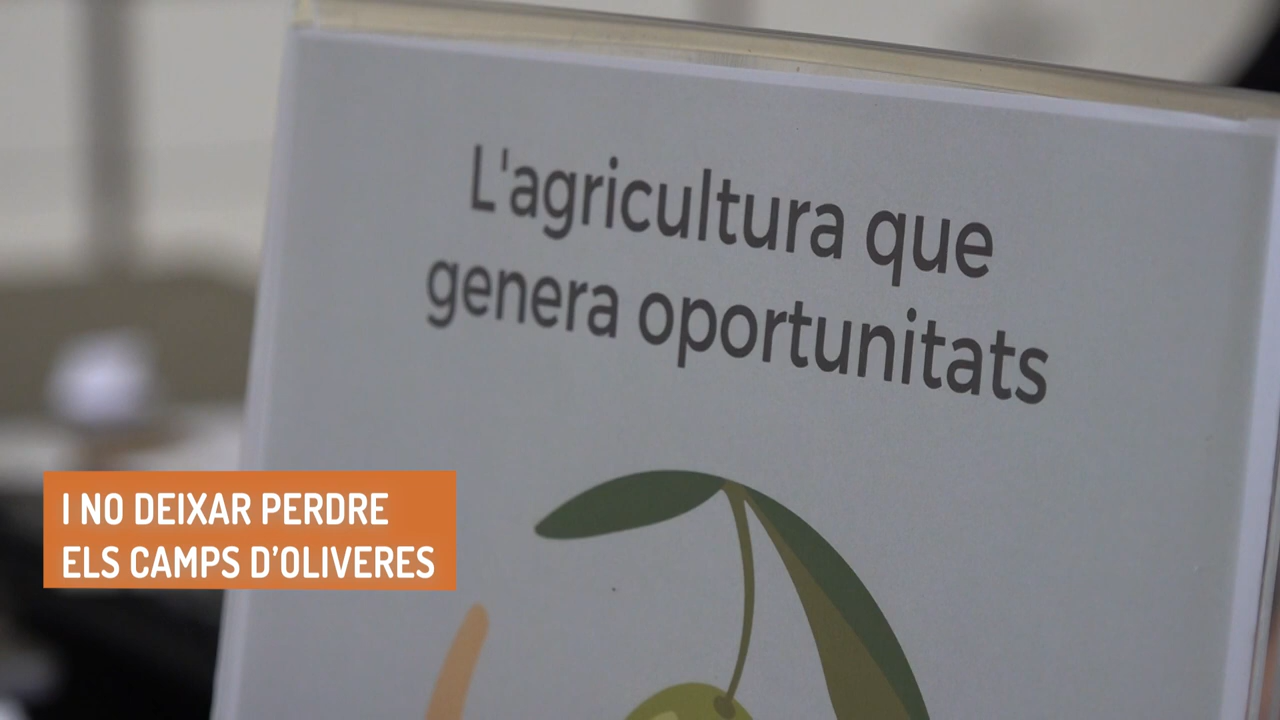 L'agricultura que
genera oportunitats
I NO DEIXAR PERDRE
ELS CAMPS D’OLIVERES